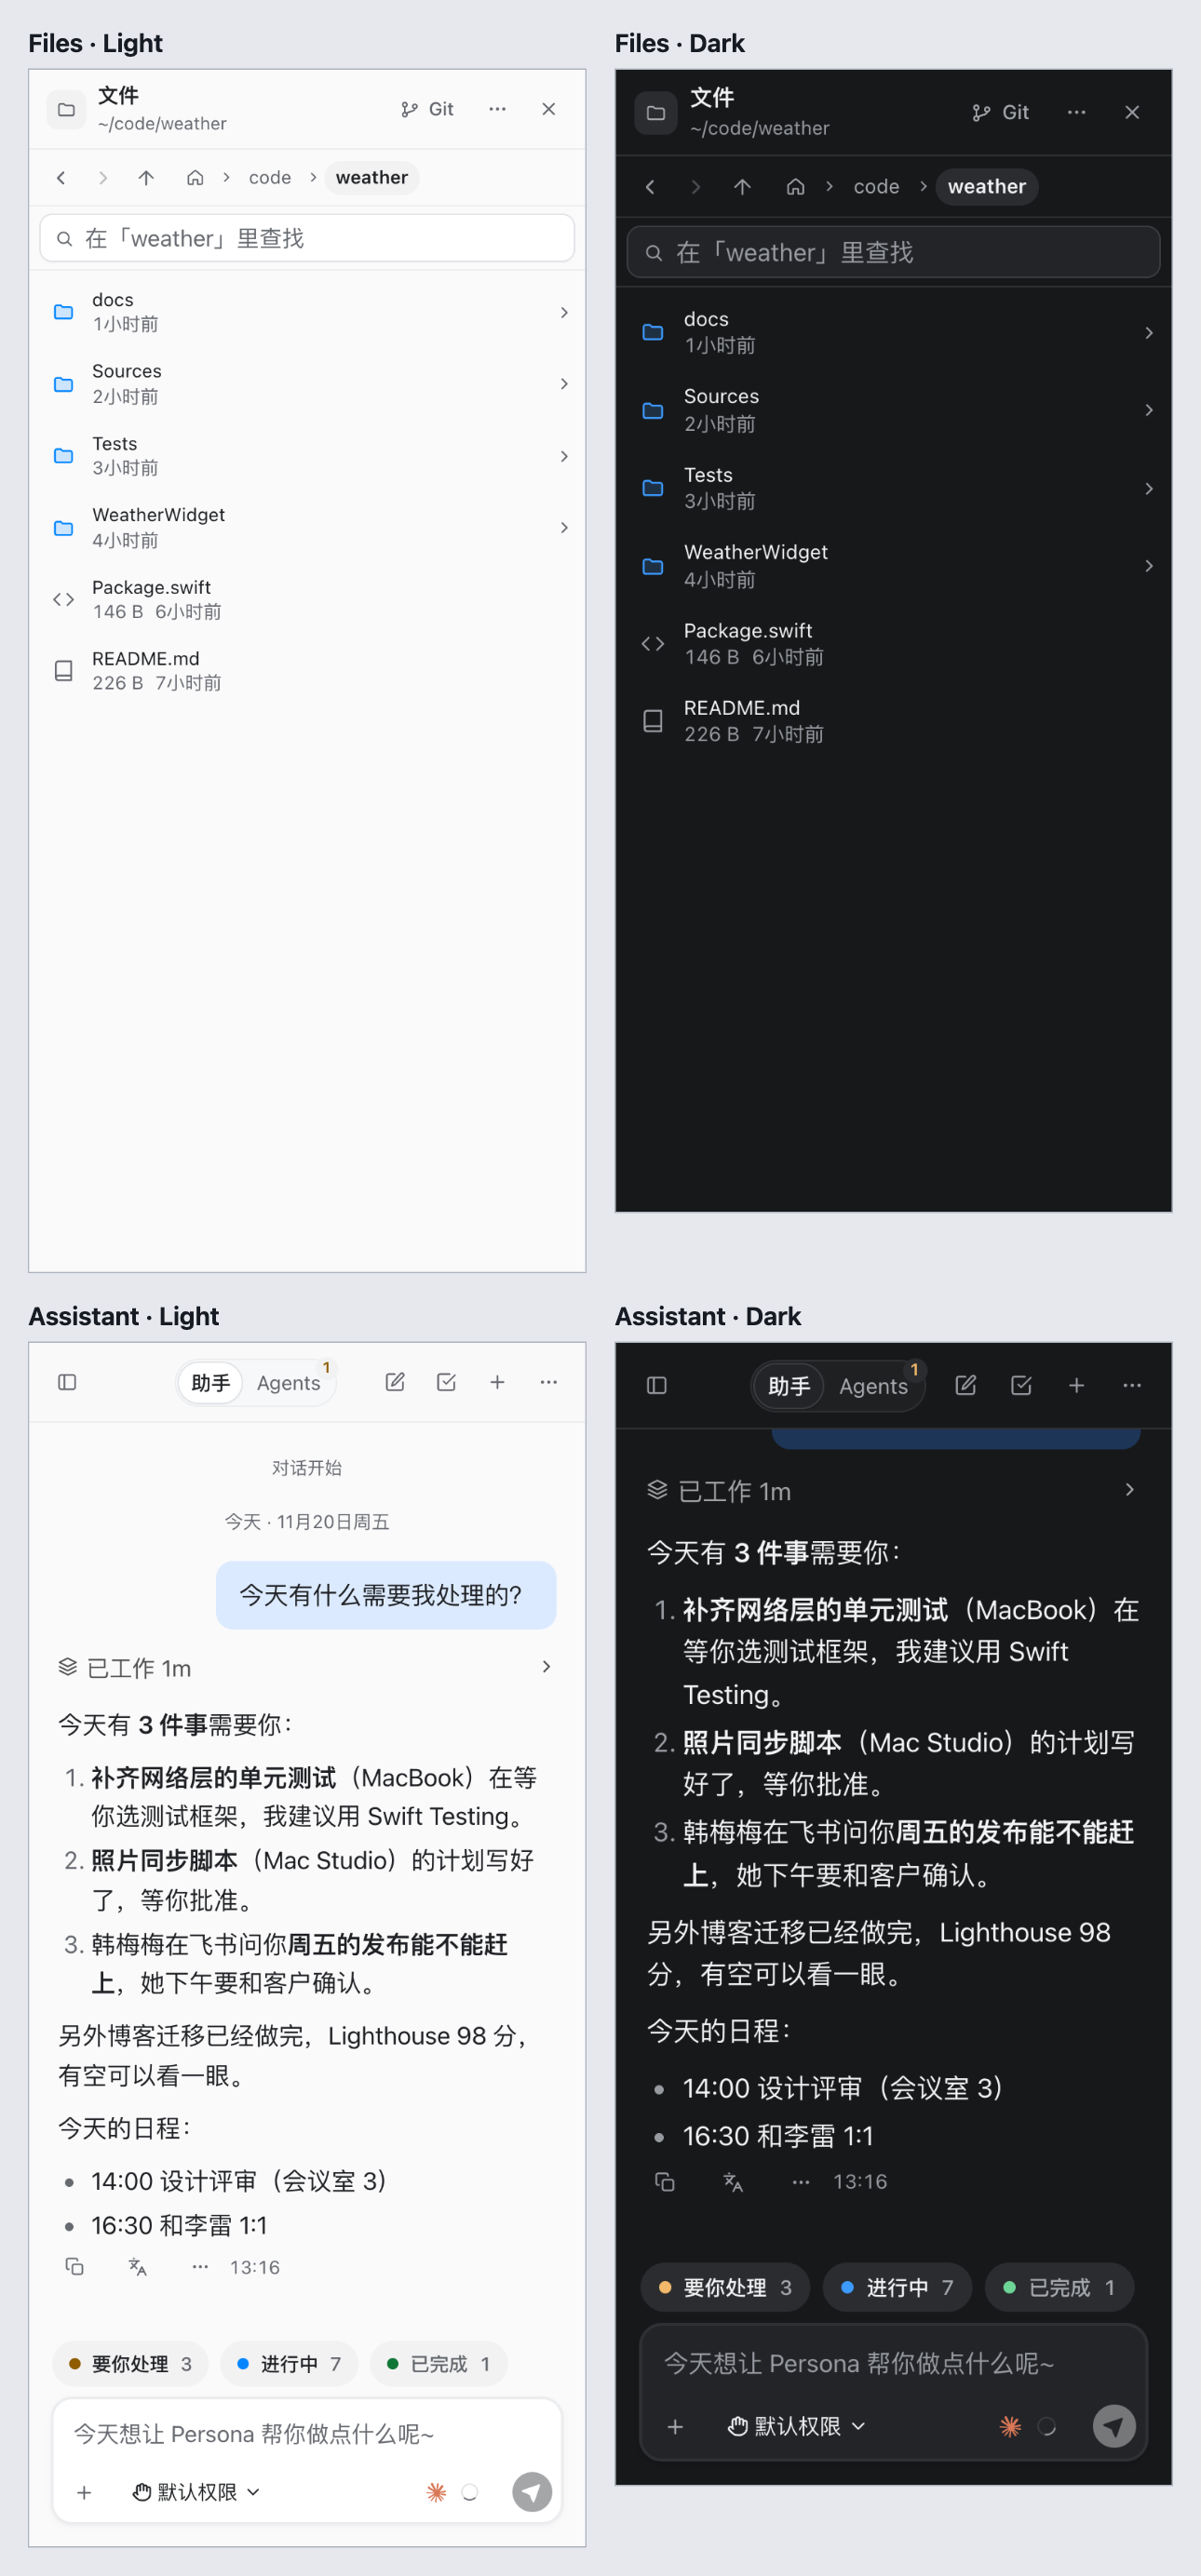 Files · Light
文件
~/code/weather
Git
code
weather
在「weather」里查找
docs
1小时前
Sources
2小时前
Tests
3小时前
WeatherWidget
4小时前
Package.swift
146 B 6小时前
README.md
226 B 7小时前
Files · Dark
文件
~/code/weather
Git
code
weather
在「weather」里查找
docs
1小时前
Sources
2小时前
Tests
3小时前
WeatherWidget
4小时前
Package.swift
146 B 6小时前
README.md
226 B 7小时前
Assistant · Light
助手 Agents 1
对话开始
今天 · 11月20日周五
今天有什么需要我处理的？
已工作 1m
今天有 3 件事需要你：
1. 补齐网络层的单元测试（MacBook）在等
你选测试框架，我建议用 Swift Testing。
2. 照片同步脚本（Mac Studio）的计划写好
了，等你批准。
3. 韩梅梅在飞书问你周五的发布能不能赶
上，她下午要和客户确认。
另外博客迁移已经做完，Lighthouse 98 分，
有空可以看一眼。
今天的日程：
• 14:00 设计评审（会议室 3）
• 16:30 和李雷 1:1
13:16
要你处理 3 进行中 7 已完成 1
今天想让 Persona 帮你做点什么呢~
默认权限
Assistant · Dark
助手 Agents 1
已工作 1m
今天有 3 件事需要你：
1. 补齐网络层的单元测试（MacBook）在
等你选测试框架，我建议用 Swift
Testing。
2. 照片同步脚本（Mac Studio）的计划写
好了，等你批准。
3. 韩梅梅在飞书问你周五的发布能不能赶
上，她下午要和客户确认。
另外博客迁移已经做完，Lighthouse 98
分，有空可以看一眼。
今天的日程：
• 14:00 设计评审（会议室 3）
• 16:30 和李雷 1:1
13:16
要你处理 3 进行中 7 已完成 1
今天想让 Persona 帮你做点什么呢~
默认权限